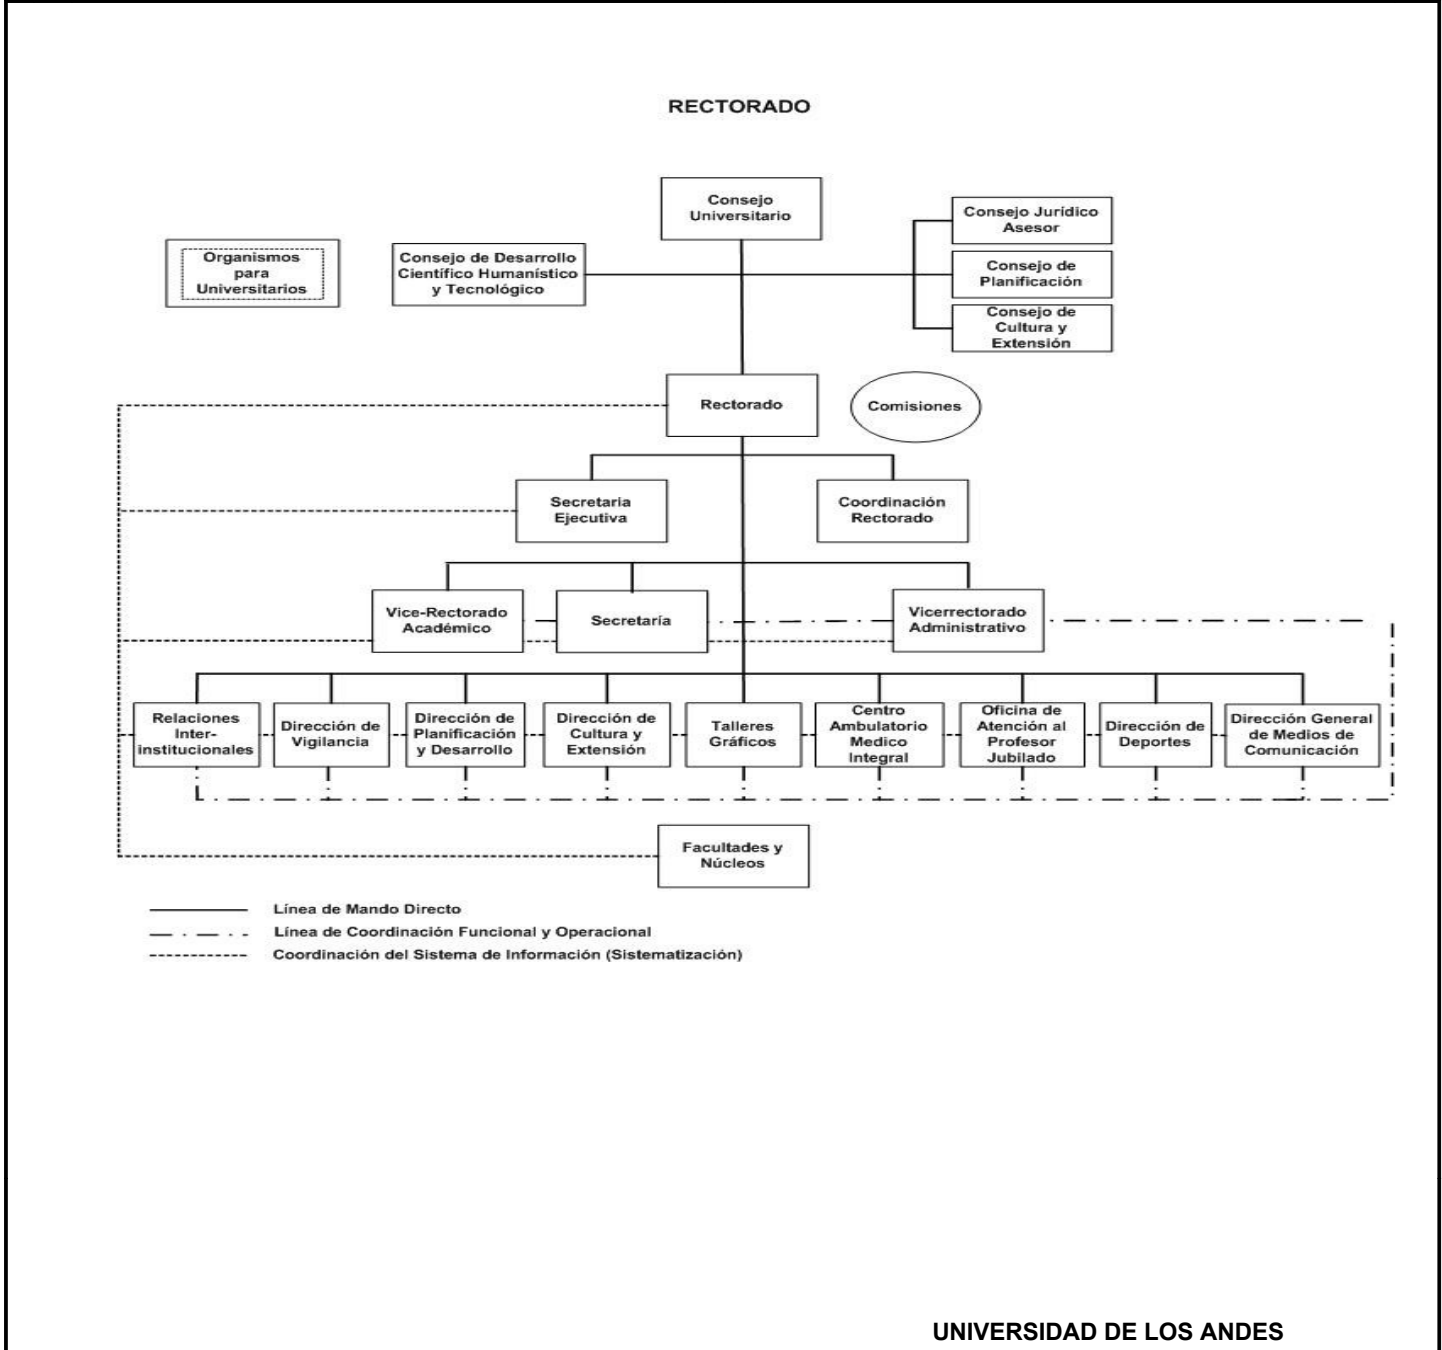 RECTORADO
Consejo
Universitario
Consejo Jurídico
Asesor
Organismos
para
Universitarios
Consejo de Desarrollo
Científico Humanístico
y Tecnológico
Consejo de
Planificación
Consejo de
Cultura y
Extensión
Rectorado
Comisiones
Secretaria
Ejecutiva
Coordinación
Rectorado
Vice-Rectorado
Académico
Secretaría
Vicerrectorado
Administrativo
Relaciones
Inter-
institucionales
Dirección de
Vigilancia
Dirección de
Planificación
y Desarrollo
Dirección de
Cultura y
Extensión
Talleres
Gráficos
Centro
Ambulatorio
Medico
Integral
Oficina de
Atención al
Profesor
Jubilado
Dirección de
Deportes
Dirección General
de Medios de
Comunicación
Facultades y
Núcleos
Línea de Mando Directo
Línea de Coordinación Funcional y Operacional
Coordinación del Sistema de Información (Sistematización)
UNIVERSIDAD DE LOS ANDES